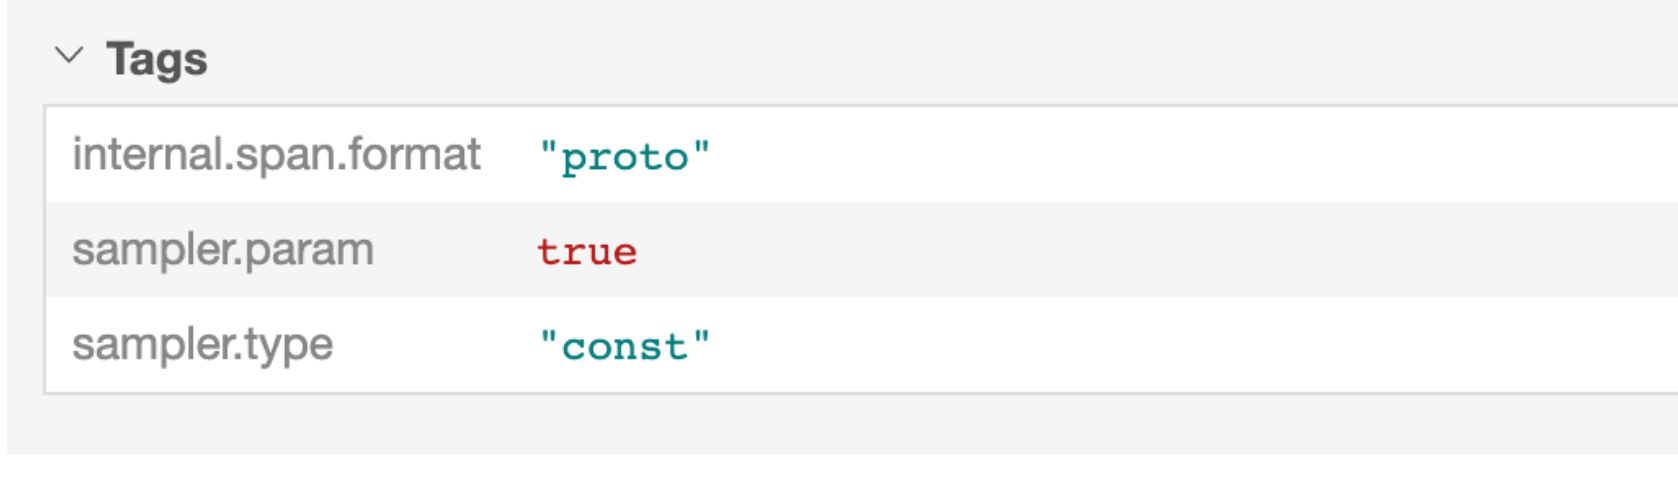 Tags
internal.span.format "proto"
sampler.param true
sampler.type "const"